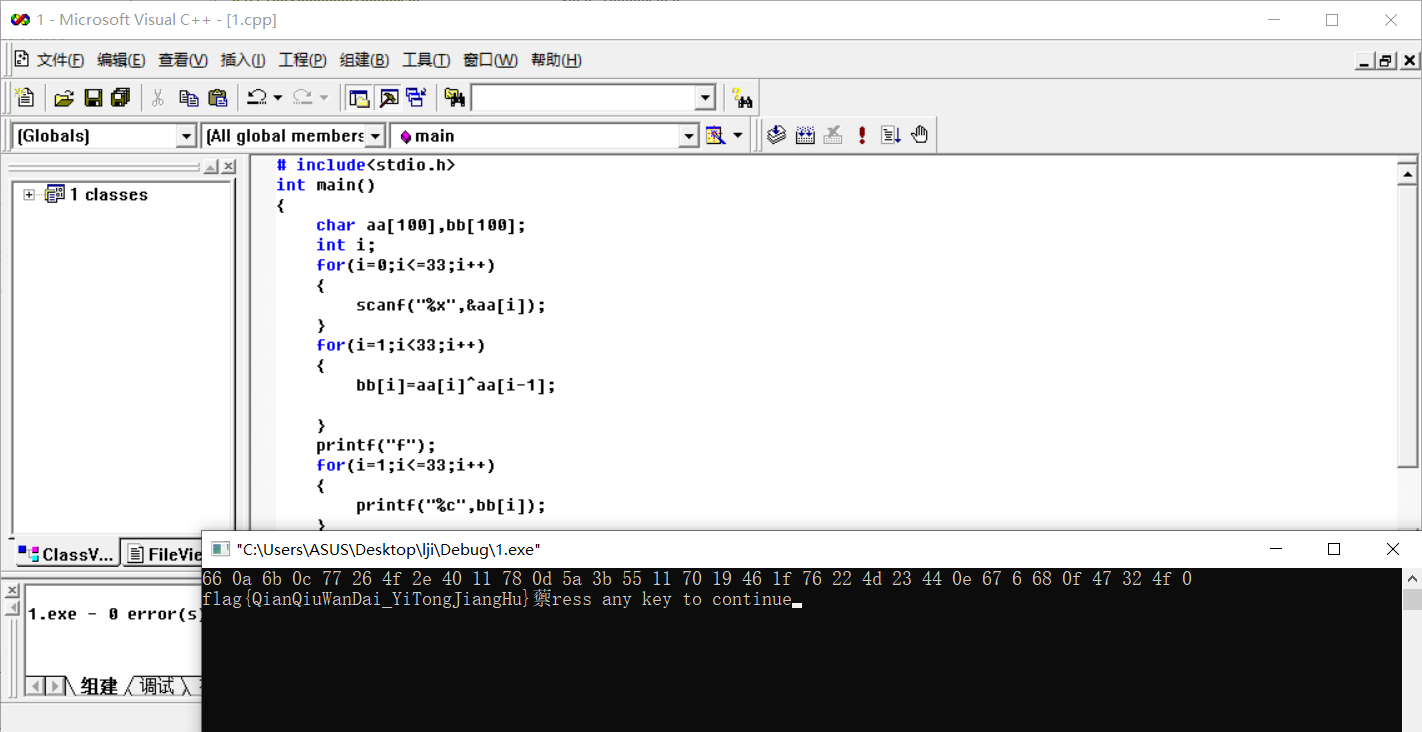 1 - Microsoft Visual C++ - [1.cpp]
文件(F) 编辑(E) 查看(V) 插入(I) 工程(P) 组建(B) 工具(T) 窗口(W) 帮助(H)
(Globals) (All global members main
1 classes
# include<stdio.h>
int main()
{
char aa[100],bb[100];
int i;
for(i=0;i<=33;i++)
{
scanf("%x",&aa[i]);
}
for(i=1;i<33;i++)
{
bb[i]=aa[i]^aa[i-1];
}
printf("f");
for(i=1;i<=33;i++)
{
printf("%c",bb[i]);
}
ClassV... FileVie
1.exe - 0 error(s)
组建 调试
"C:\Users\ASUS\Desktop\lji\Debug\1.exe"
66 0a 6b 0c 77 26 4f 2e 40 11 78 0d 5a 3b 55 11 70 19 46 1f 76 22 4d 23 44 0e 67 6 68 0f 47 32 4f 0
flag{QianQiuWanDai_YiTongJiangHu}ress any key to continue